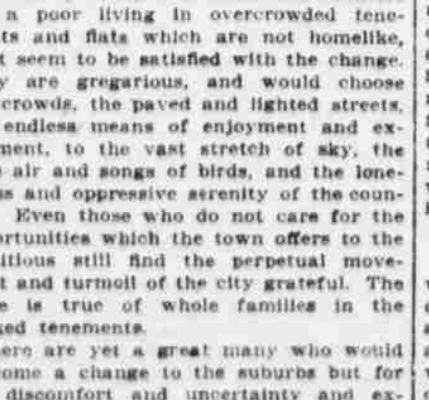 a poor living in overcrowded tene-
ts and flats which are not homelike,
t seem to be satisfied with the change.
y are gregarious, and would choose
crowds, the paved and lighted streets,
endless means of enjoyment and ex-
ment, to the vast stretch of sky, the
air and songs of birds, and the lone-
ss and oppressive serenity of the coun-
Even those who do not care for the
ortunities which the town offers to the
itious still find the perpetual move-
t and turmoil of the city grateful. The
e is true of whole families in the
ked tenements.
here are yet a great many who would
come a change to the suburbs but for
discomfort and uncertainty and ex-